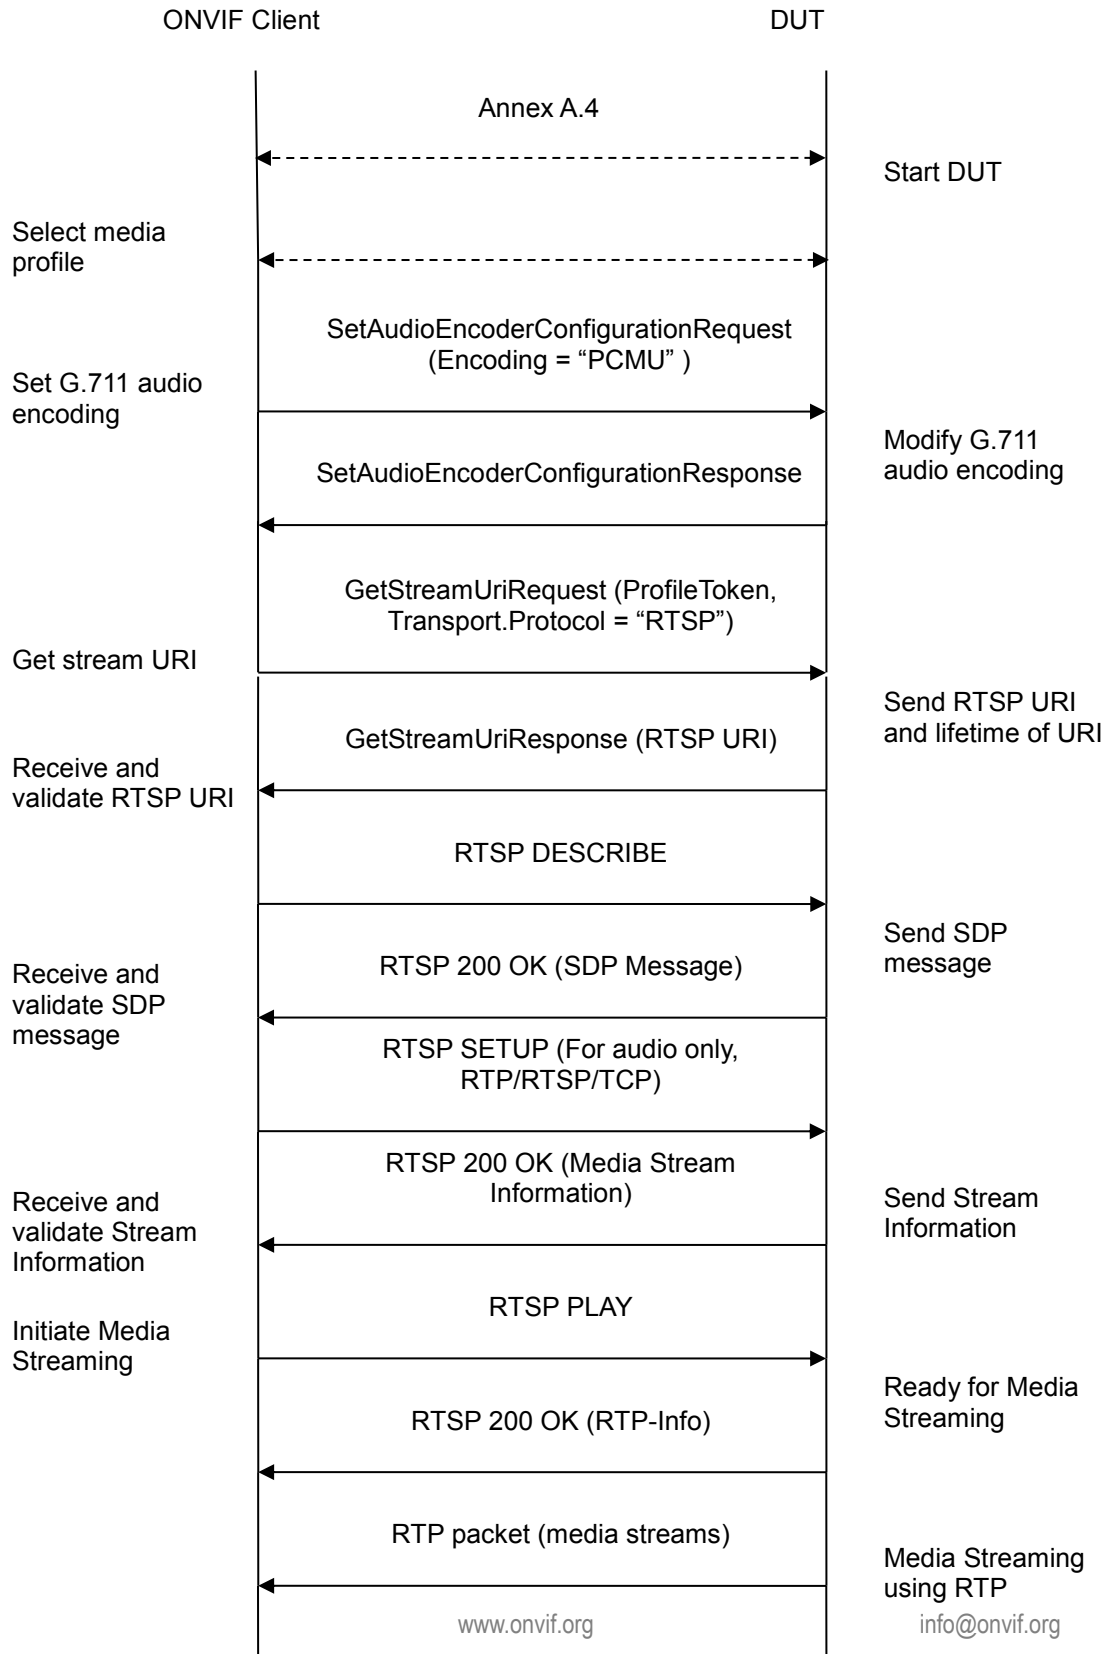 ONVIF Client
DUT
Annex A.4
Start DUT
Select media
profile
SetAudioEncoderConfigurationRequest
(Encoding = “PCMU” )
Set G.711 audio
encoding
Modify G.711
audio encoding
SetAudioEncoderConfigurationResponse
GetStreamUriRequest (ProfileToken,
Transport.Protocol = “RTSP”)
Get stream URI
Send RTSP URI
and lifetime of URI
GetStreamUriResponse (RTSP URI)
Receive and
validate RTSP URI
RTSP DESCRIBE
Send SDP
message
RTSP 200 OK (SDP Message)
Receive and
validate SDP
message
RTSP SETUP (For audio only,
RTP/RTSP/TCP)
RTSP 200 OK (Media Stream
Information)
Send Stream
Information
Receive and
validate Stream
Information
RTSP PLAY
Initiate Media
Streaming
Ready for Media
Streaming
RTSP 200 OK (RTP-Info)
RTP packet (media streams)
Media Streaming
using RTP
www.onvif.org
info@onvif.org